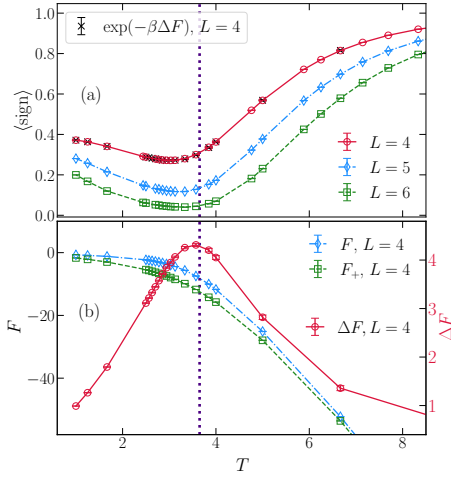 exp(−βΔF), L = 4
1.0
0.8
0.6
0.4
0.2
0.0
⟨sign⟩
(a)
L = 4
L = 5
L = 6
0
−20
−40
F
(b)
F, L = 4
F₊, L = 4
ΔF, L = 4
4
3
2
1
ΔF
2
4
6
8
T